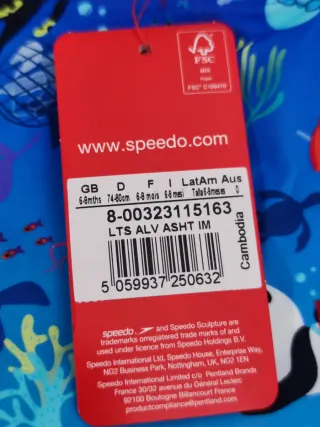 FSC
MIX
Paper
www.speedo.com
GB D F I LatAm Aus
6-9mths 74-80cm 6-9 mois 6-9 mesi Talla 6-9meses 0
8-00323115163
LTS ALV ASHT IM
Cambodia
5 059937 250632
speedo and Speedo Sculpture are
trademarks orregistered trade marks of and
used under licence from Speedo Holdings B.V.
Speedo International Ltd, Speedo House, Enterprise Way,
NG2 Business Park, Nottingham, UK, NG2 1EN
Speedo International Limited c/o Pentland Brands
France 30/32 avenue du Général Leclerc
92100 Boulogne Billancourt France
productcompliance@pentland.com